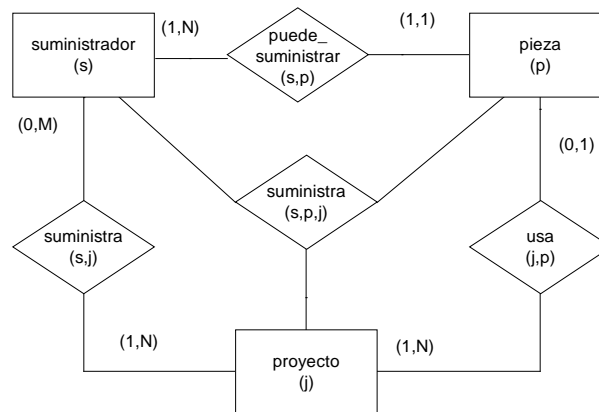 suministrador
(s)
(1,N)
puede_
suministrar
(s,p)
(1,1)
pieza
(p)
(0,M)
(0,1)
suministra
(s,p,j)
suministra
(s,j)
usa
(j,p)
(1,N)
proyecto
(j)
(1,N)